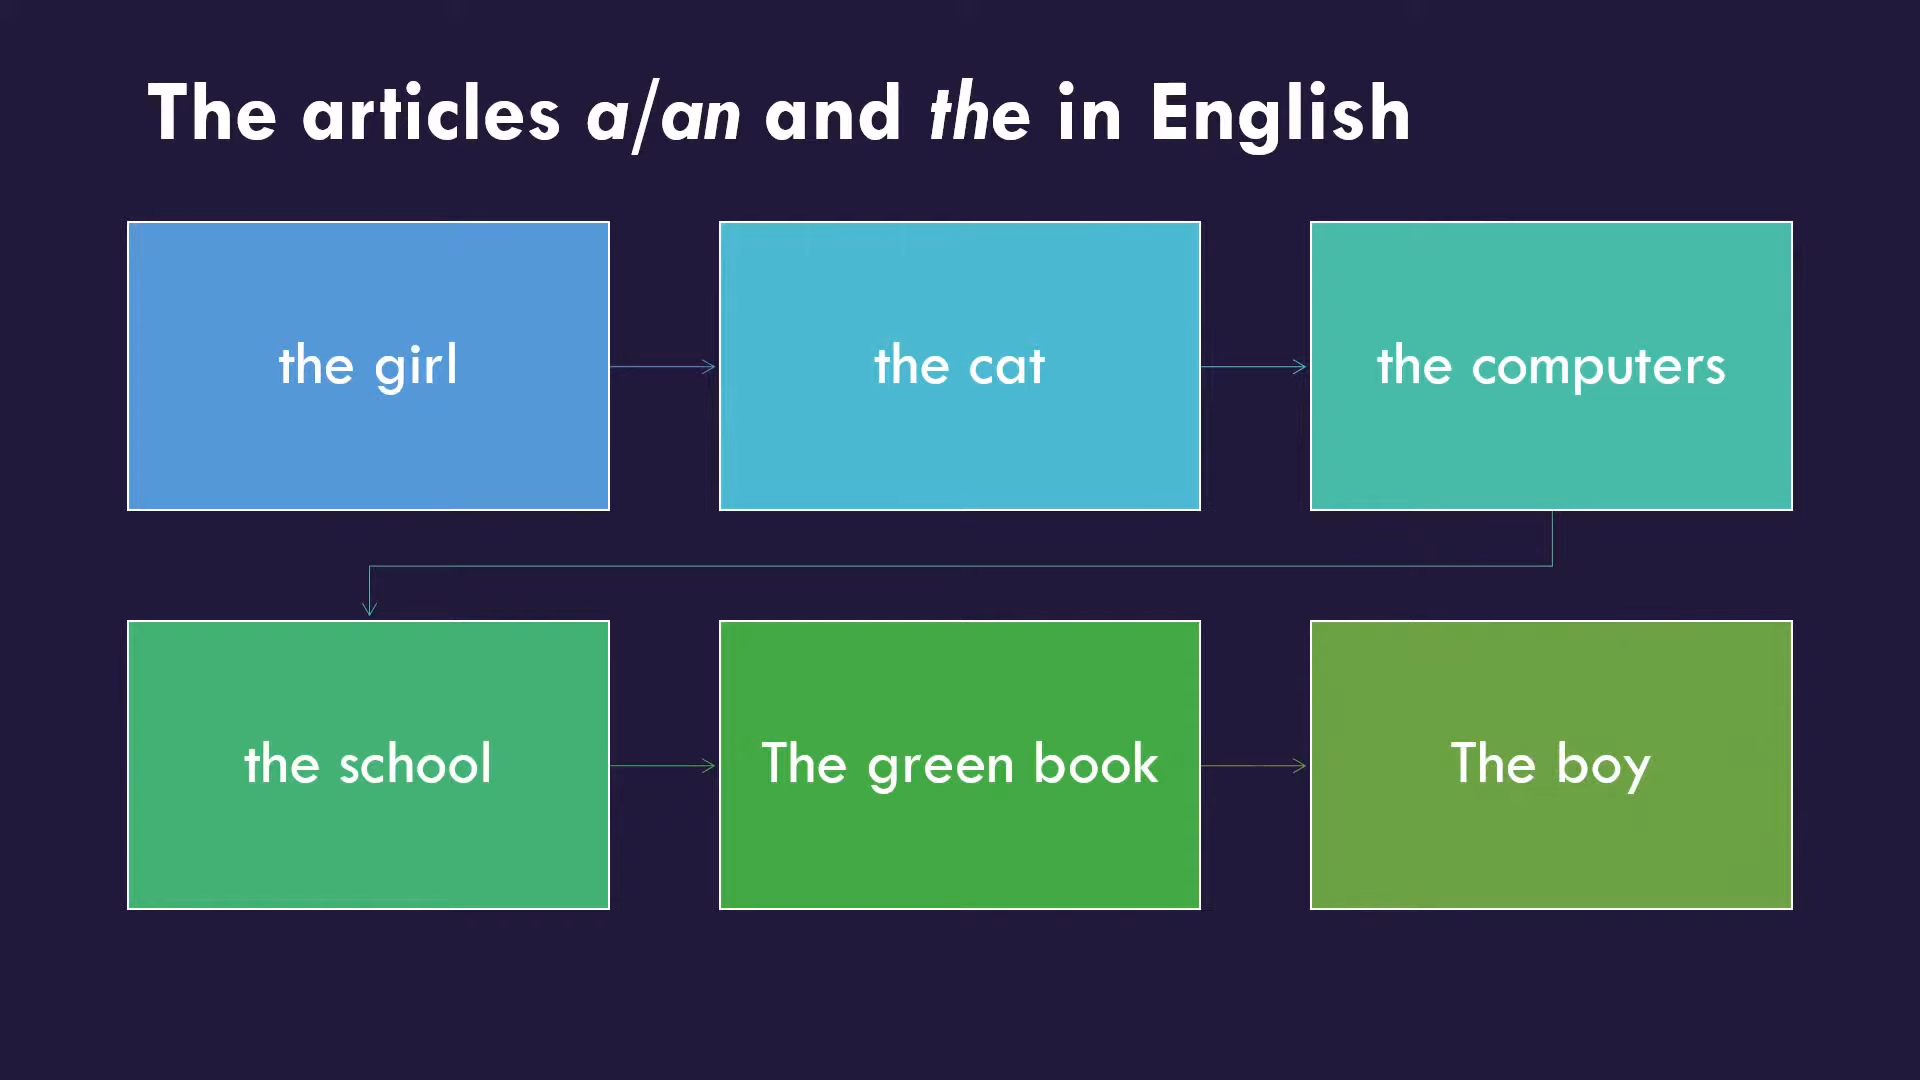 The articles a/an and the in English
the girl
the cat
the computers
the school
The green book
The boy